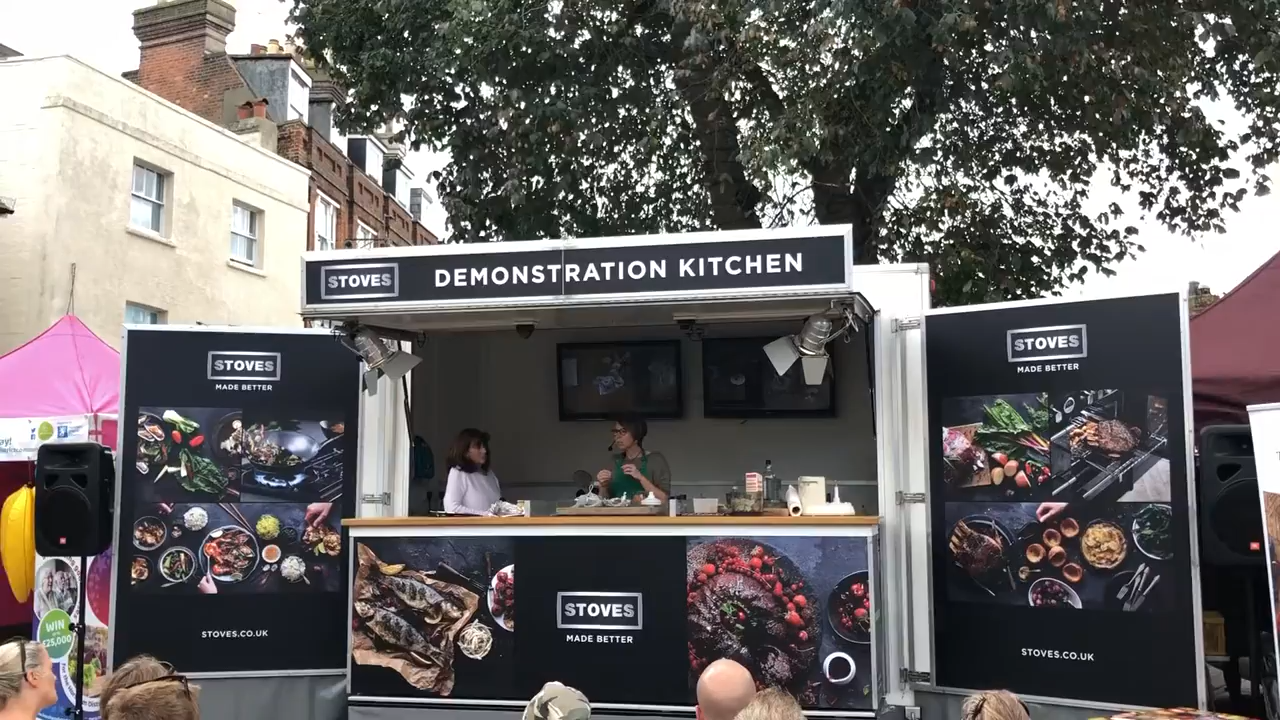 STOVES DEMONSTRATION KITCHEN
STOVES
MADE BETTER
STOVES.CO.UK
STOVES
MADE BETTER
STOVES
MADE BETTER
STOVES.CO.UK
WIN
£25,000
JBL